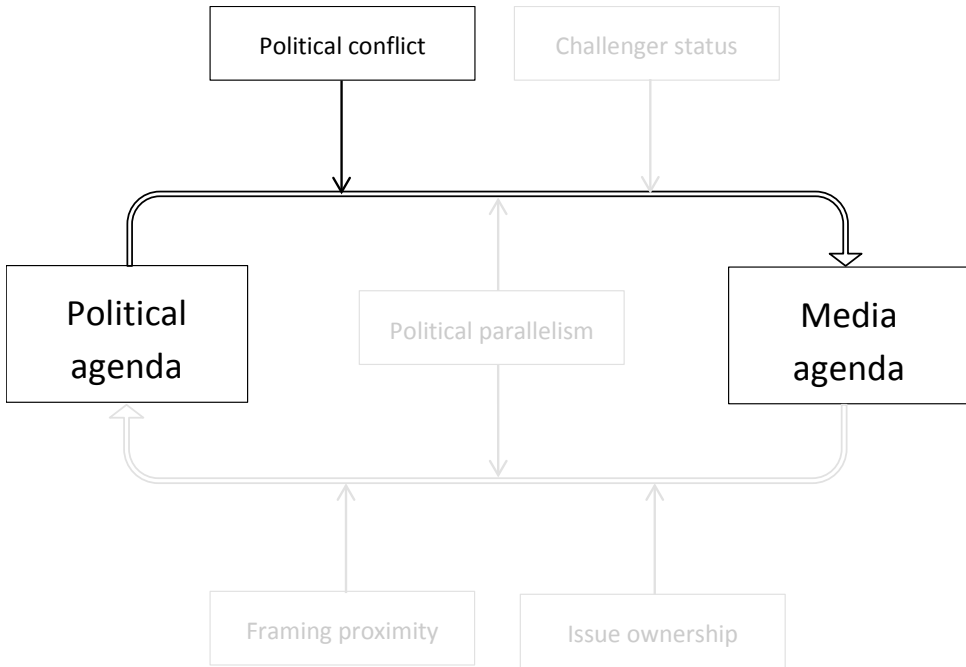 Political conflict
Challenger status
Political
agenda
Political parallelism
Media
agenda
Framing proximity
Issue ownership